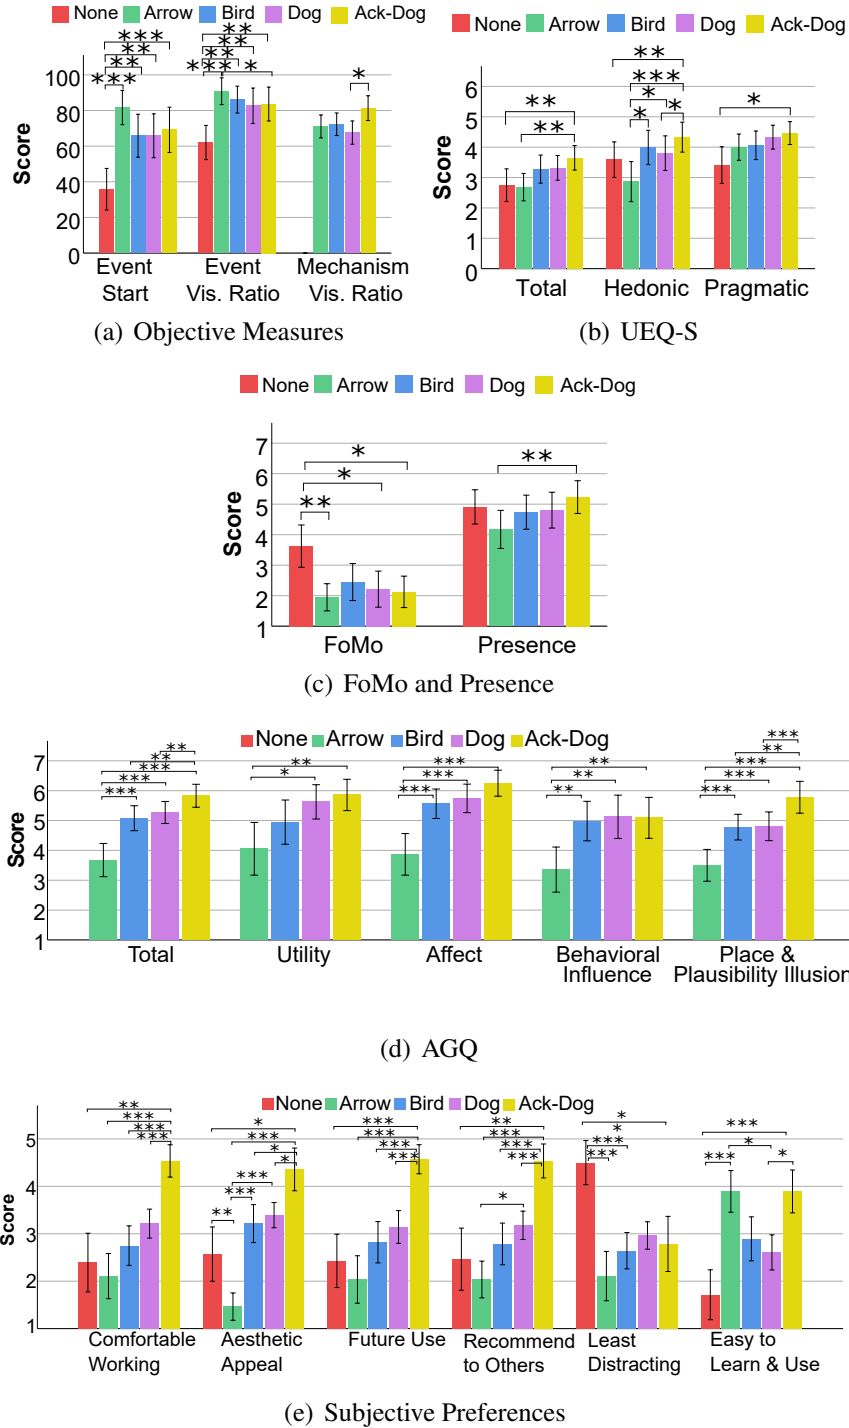 None Arrow Bird Dog Ack-Dog
*** ** ** *** ** ** ** *** * *
Score
100
80
60
40
20
0
Event Start
Event Vis. Ratio
Mechanism Vis. Ratio
(a) Objective Measures
None Arrow Bird Dog Ack-Dog
** ** ** *** * * * *
Score
6
5
4
3
2
1
0
Total Hedonic Pragmatic
(b) UEQ-S
None Arrow Bird Dog Ack-Dog
* * ** **
Score
7
6
5
4
3
2
1
FoMo Presence
(c) FoMo and Presence
None Arrow Bird Dog Ack-Dog
** ** *** *** *** ** * *** *** *** ** ** ** *** ** *** *** ***
Score
7
6
5
4
3
2
1
Total
Utility
Affect
Behavioral Influence
Place & Plausibility Illusion
(d) AGQ
None Arrow Bird Dog Ack-Dog
** *** *** *** * *** * * *** *** ** *** *** *** *** ** *** *** *** * * * *** *** *** * *** *
Score
5
4
3
2
1
Comfortable Working
Aesthetic Appeal
Future Use
Recommend to Others
Least Distracting
Easy to Learn & Use
(e) Subjective Preferences